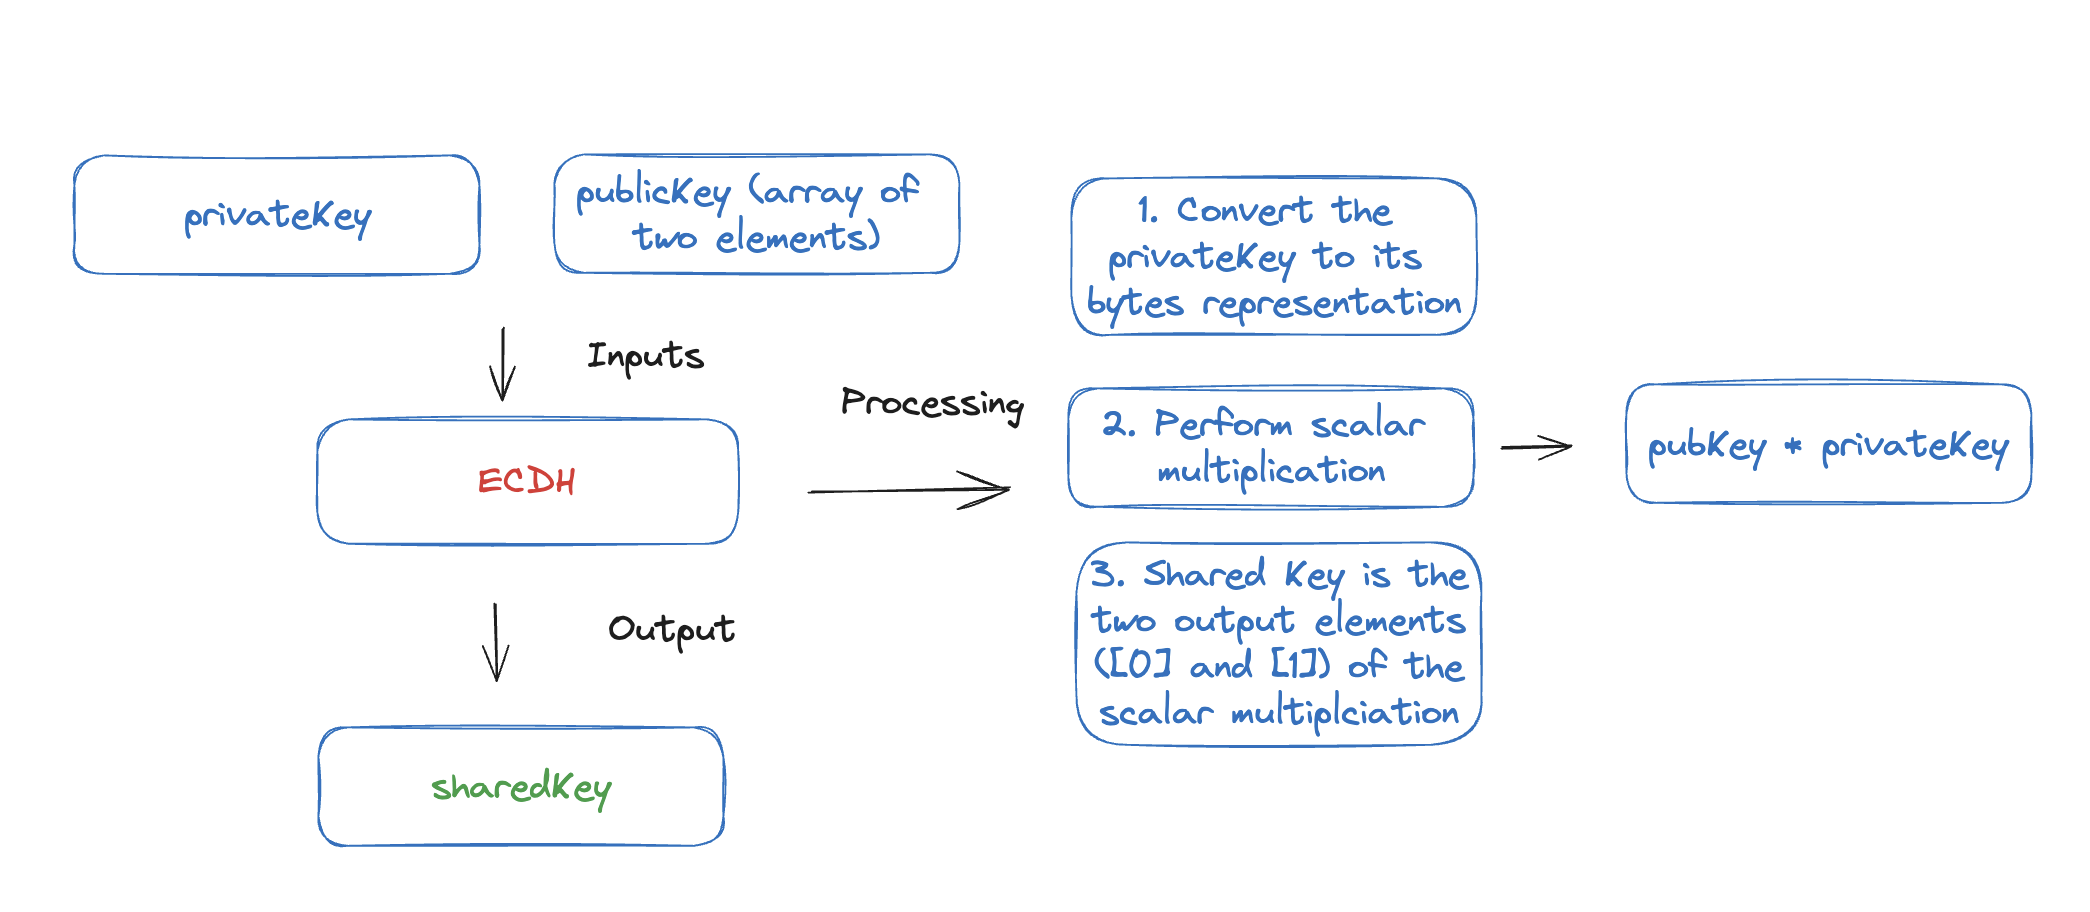 privateKey
publicKey (array of
two elements)
Inputs
ECDH
Output
sharedKey
Processing
1. Convert the
privateKey to its
bytes representation
2. Perform scalar
multiplication
3. Shared Key is the
two output elements
([0] and [1]) of the
scalar multiplciation
pubKey * privateKey